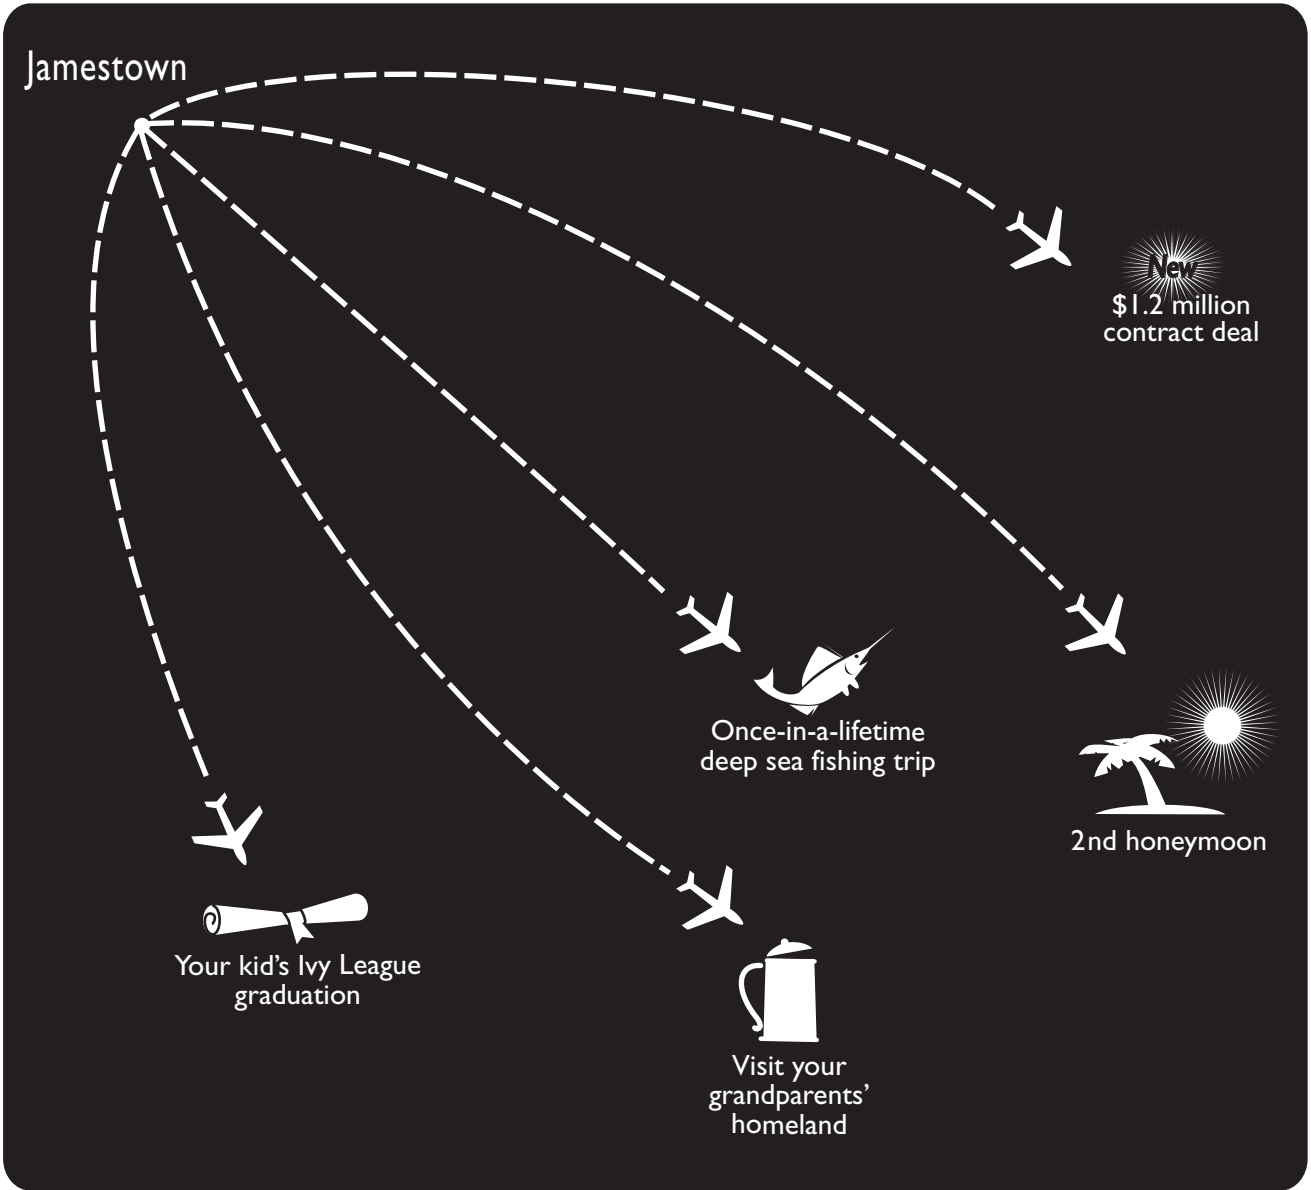 Jamestown
New
$1.2 million
contract deal
Once-in-a-lifetime
deep sea fishing trip
2nd honeymoon
Your kid’s Ivy League
graduation
Visit your
grandparents’
homeland